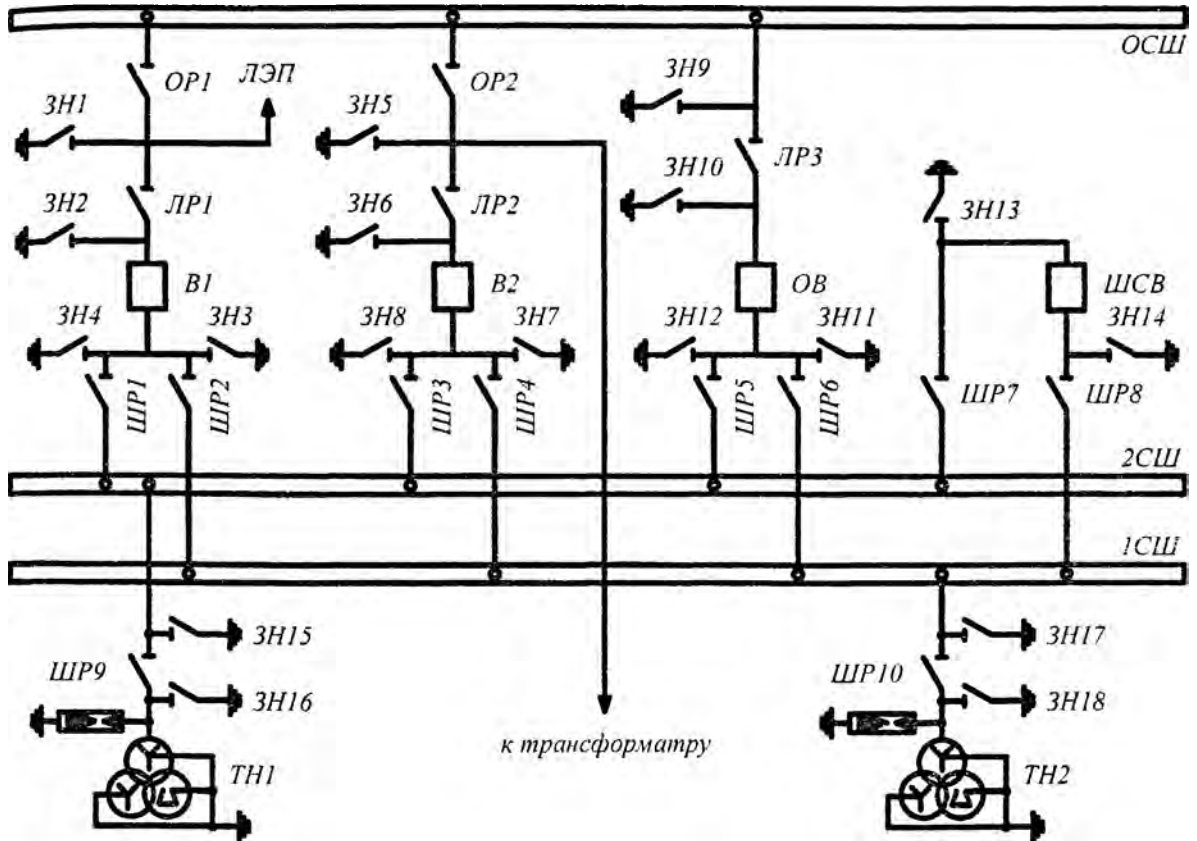 ОСШ
ОР1
ЛЭП
ОР2
ЗН9
ЗН1
ЗН5
ЛР3
ЗН10
ЗН2
ЛР1
ЗН6
ЛР2
ЗН13
В1
В2
ОВ
ШСВ
ЗН4
ЗН3
ЗН8
ЗН7
ЗН12
ЗН11
ЗН14
ШР1
ШР2
ШР3
ШР4
ШР5
ШР6
ШР7
ШР8
2СШ
1СШ
ЗН15
ЗН17
ШР9
ШР10
ЗН16
ЗН18
к трансформатру
ТН1
ТН2